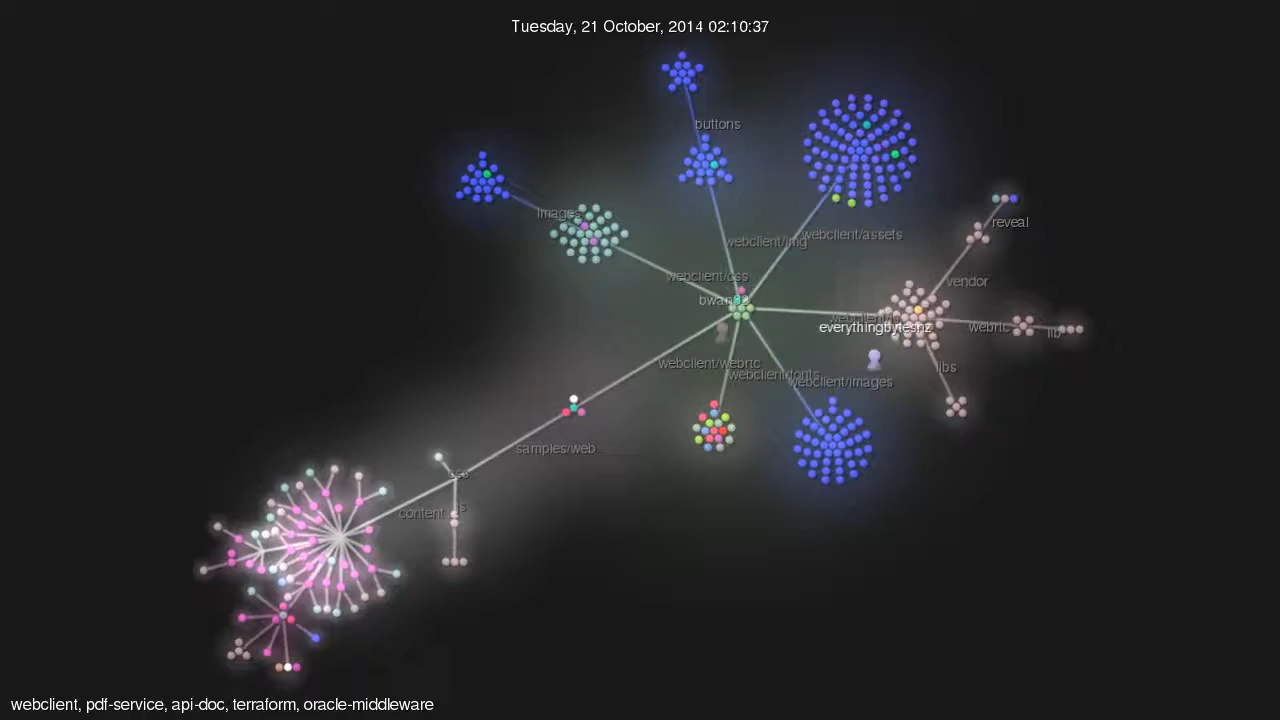 Tuesday, 21 October, 2014 02:10:37
buttons
images
reveal
webclient/img
webclient/assets
webclient/css
vendor
everythingbytesnz
webrtc
lib
webclient/webrtc
webclient/fonts
webclient/images
libs
samples/web
css
content
webclient, pdf-service, api-doc, terraform, oracle-middleware